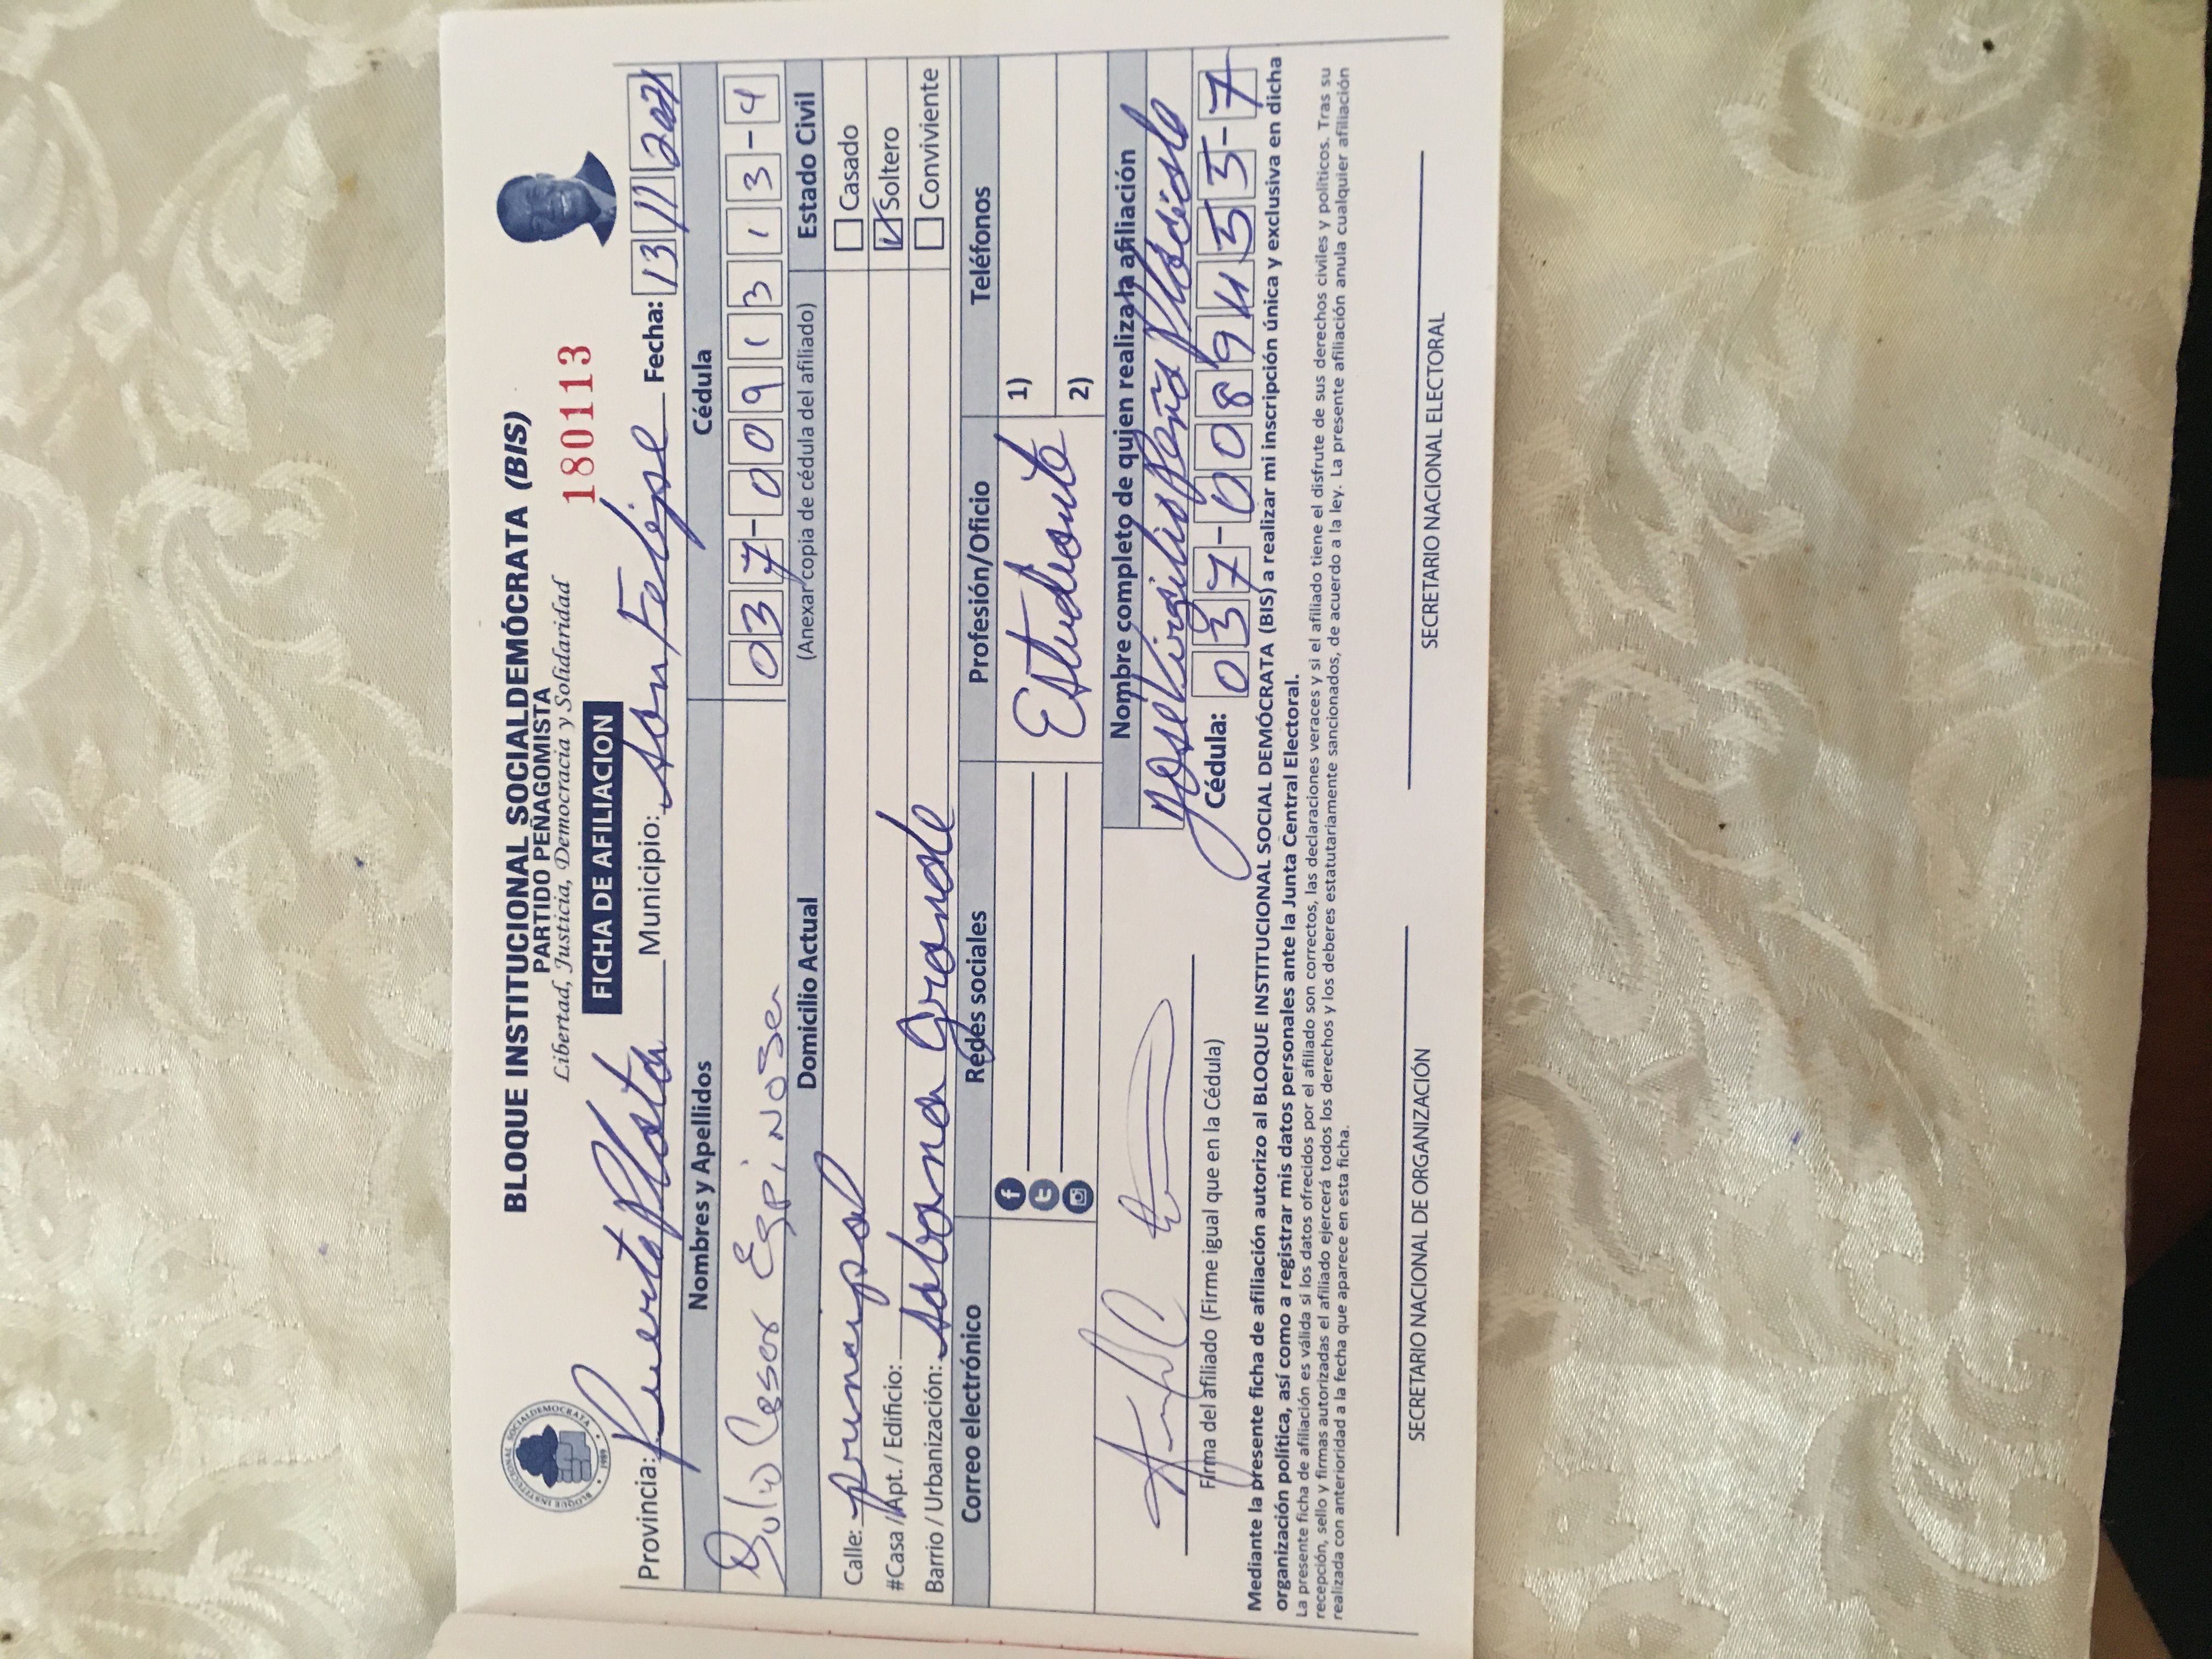 BLOQUE INSTITUCIONAL SOCIALDEMÓCRATA (BIS)
PARTIDO PEÑAGOMISTA
Libertad, Justicia, Democracia y Solidaridad
BLOQUE INSTITUCIONAL SOCIALDEMOCRATA
1989
FICHA DE AFILIACION
180113
Provincia: Puerta Plata Municipio: San Felipe Fecha: 13 11 2021
Nombres y Apellidos Cédula
Cesar Espinosa 037-0091313-4
(Anexar copia de cédula del afiliado)
Domicilio Actual Estado Civil
Calle: principal Casado
#Casa /Apt. / Edificio: Soltero
Barrio / Urbanización: Sabana Grande Conviviente
Correo electrónico Redes sociales Profesión/Oficio Teléfonos
Estudiante 1)
2)
Nombre completo de quien realiza la afiliación
Jose Virgilio Peña
Cédula: 037-0089455-7
Firma del afiliado (Firme igual que en la Cédula)
Mediante la presente ficha de afiliación autorizo al BLOQUE INSTITUCIONAL SOCIAL DEMÓCRATA (BIS) a realizar mi inscripción única y exclusiva en dicha
organización política, así como a registrar mis datos personales ante la Junta Central Electoral.
La presente ficha de afiliación es válida si los datos ofrecidos por el afiliado son correctos, las declaraciones veraces y si el afiliado tiene el disfrute de sus derechos civiles y políticos. Tras su
recepción, sello y firmas autorizadas el afiliado ejercerá todos los derechos y los deberes estatutariamente sancionados, de acuerdo a la ley. La presente afiliación anula cualquier afiliación
realizada con anterioridad a la fecha que aparece en esta ficha.
SECRETARIO NACIONAL DE ORGANIZACIÓN SECRETARIO NACIONAL ELECTORAL